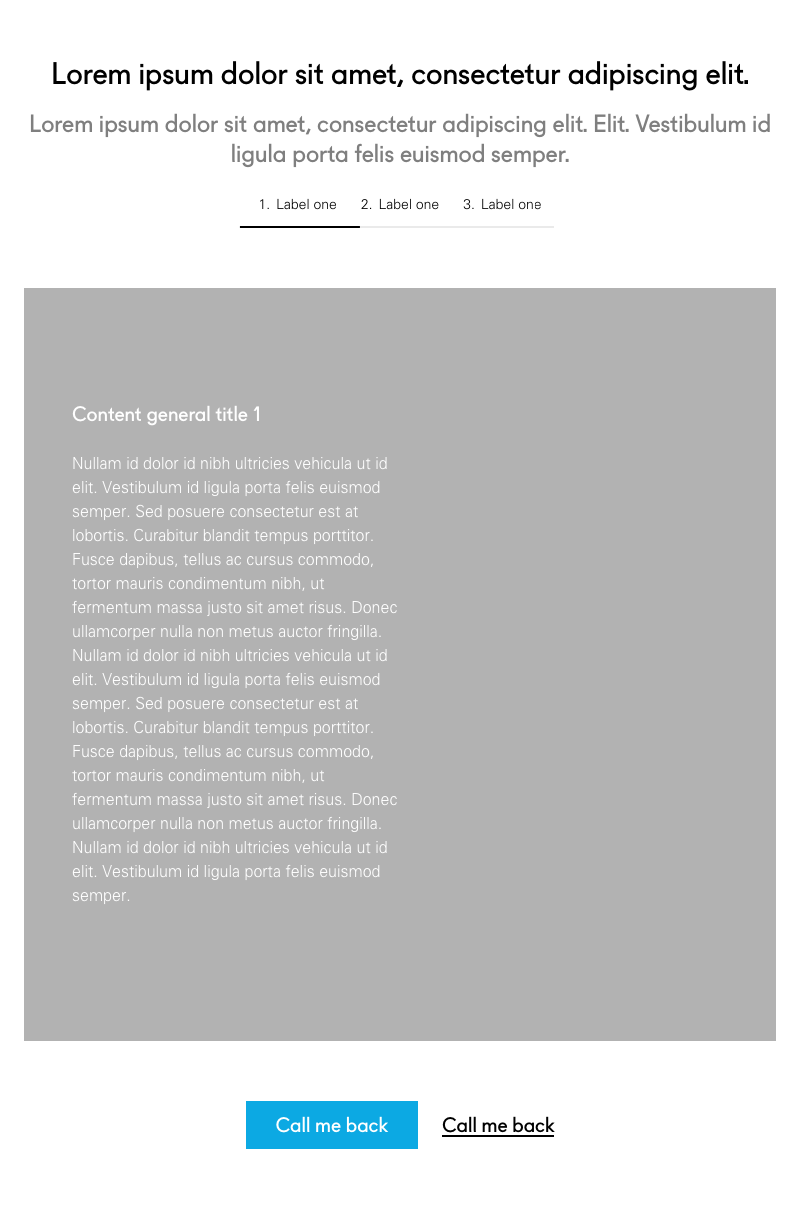 Lorem ipsum dolor sit amet, consectetur adipiscing elit.
Lorem ipsum dolor sit amet, consectetur adipiscing elit. Elit. Vestibulum id
ligula porta felis euismod semper.
1. Label one 2. Label one 3. Label one
Content general title 1
Nullam id dolor id nibh ultricies vehicula ut id
elit. Vestibulum id ligula porta felis euismod
semper. Sed posuere consectetur est at
lobortis. Curabitur blandit tempus porttitor.
Fusce dapibus, tellus ac cursus commodo,
tortor mauris condimentum nibh, ut
fermentum massa justo sit amet risus. Donec
ullamcorper nulla non metus auctor fringilla.
Nullam id dolor id nibh ultricies vehicula ut id
elit. Vestibulum id ligula porta felis euismod
semper. Sed posuere consectetur est at
lobortis. Curabitur blandit tempus porttitor.
Fusce dapibus, tellus ac cursus commodo,
tortor mauris condimentum nibh, ut
fermentum massa justo sit amet risus. Donec
ullamcorper nulla non metus auctor fringilla.
Nullam id dolor id nibh ultricies vehicula ut id
elit. Vestibulum id ligula porta felis euismod
semper.
Call me back Call me back